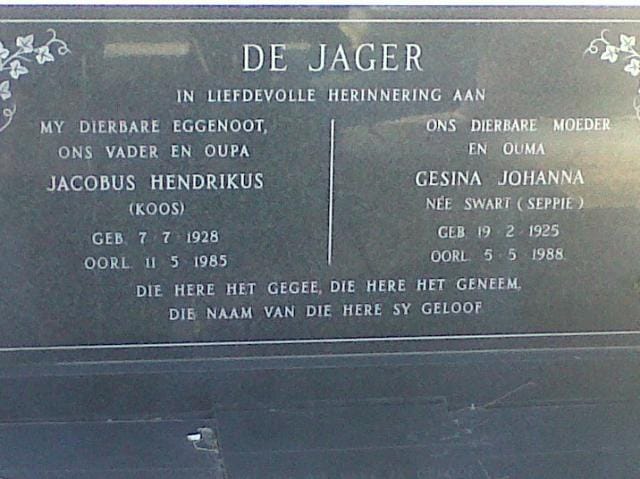 DE JAGER
IN LIEFDEVOLLE HERINNERING AAN
MY DIERBARE EGGENOOT,
ONS VADER EN OUPA
JACOBUS HENDRIKUS
(KOOS)
GEB. 7 7 1928
OORL. 11 5 1985
ONS DIERBARE MOEDER
EN OUMA
GESINA JOHANNA
NÉE SWART (SEPPIE)
GEB. 19 2 1925
OORL. 5 5 1988.
DIE HERE HET GEGEE, DIE HERE HET GENEEM,
DIE NAAM VAN DIE HERE SY GELOOF